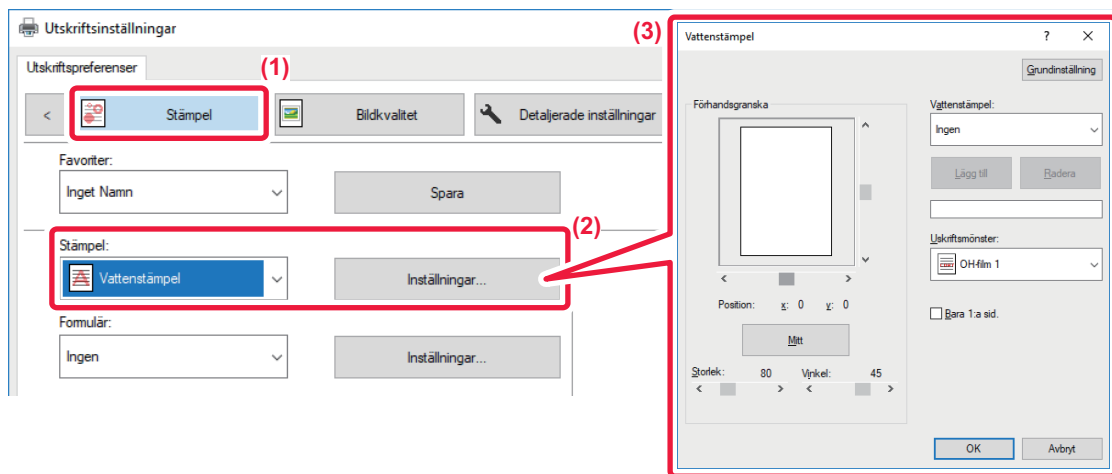 Utskriftsinställningar
Utskriftspreferenser
(1)
< Stämpel Bildkvalitet Detaljerade inställningar
Favoriter:
Inget Namn Spara
(2)
Stämpel:
Vattenstämpel Inställningar...
Formulär:
Ingen Inställningar...
(3)
Vattenstämpel ? ×
Grundinställning
Förhandsgranska
Vattenstämpel:
Ingen
Lägg till Radera
Uskriftsmönster:
OH-film 1
Position: x: 0 y: 0
Bara 1:a sid.
Mitt
Storlek: 80 Vinkel: 45
OK Avbryt